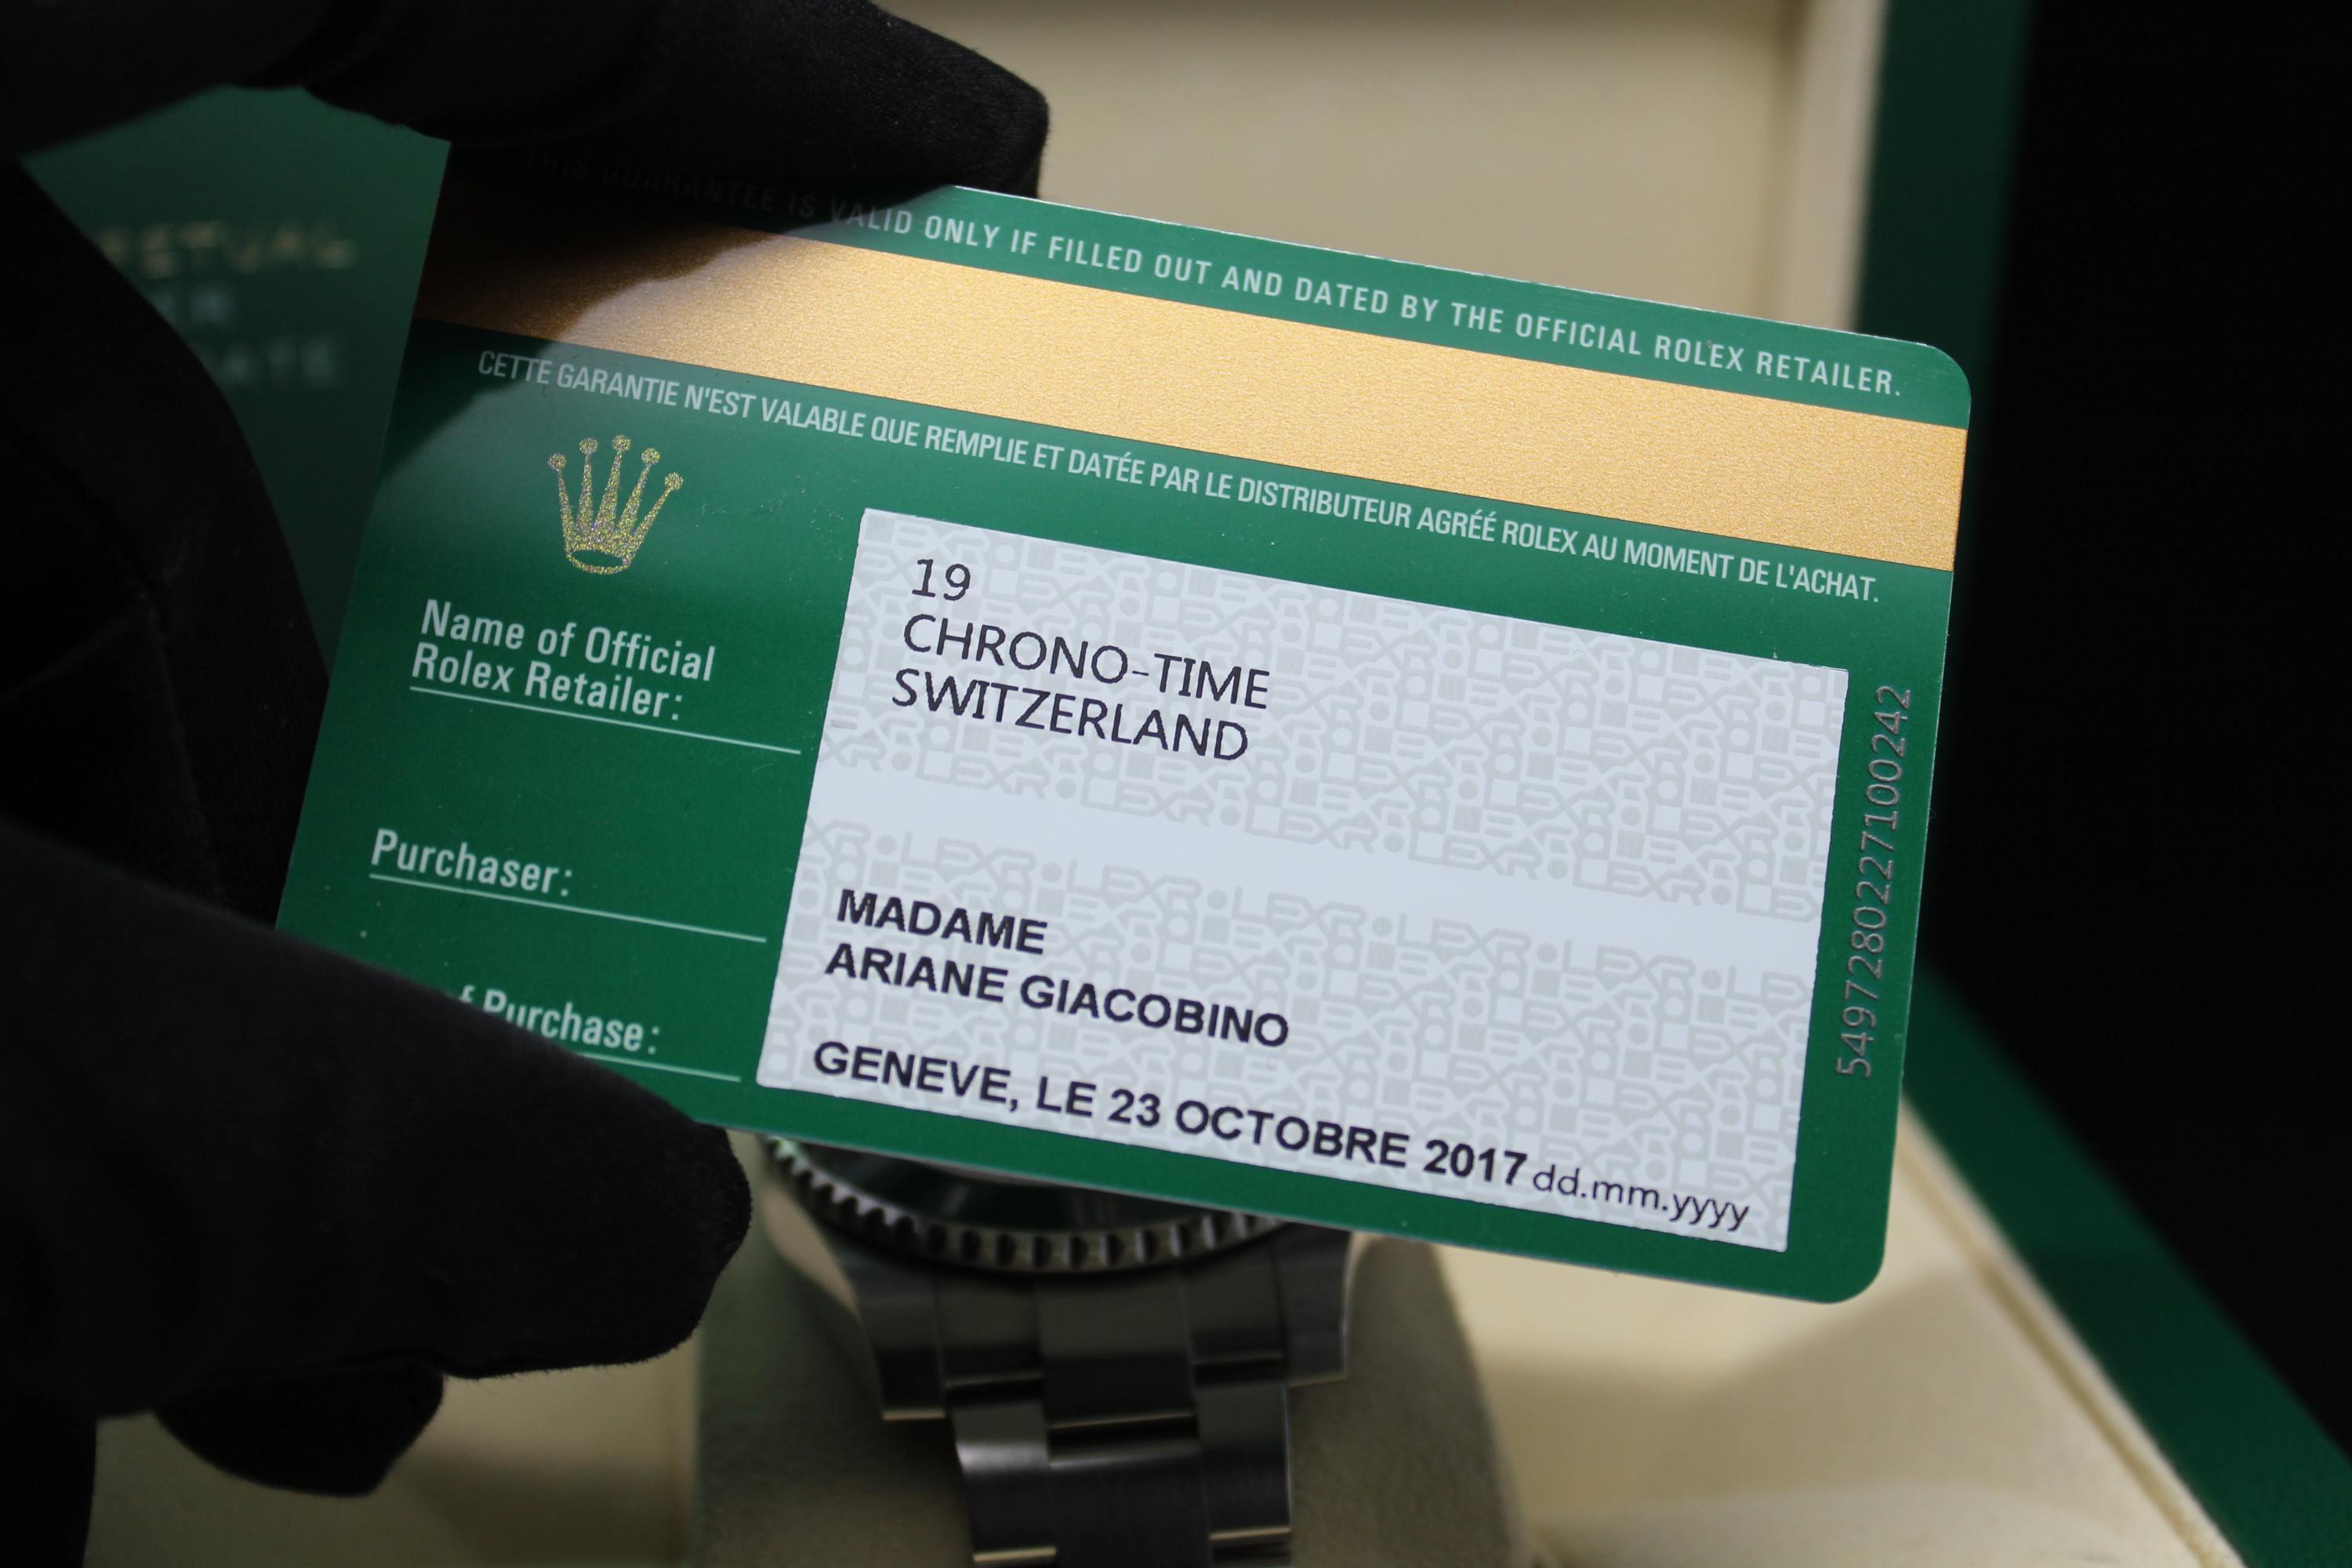 THIS GUARANTEE IS VALID ONLY IF FILLED OUT AND DATED BY THE OFFICIAL ROLEX RETAILER.
CETTE GARANTIE N'EST VALABLE QUE REMPLIE ET DATÉE PAR LE DISTRIBUTEUR AGRÉÉ ROLEX AU MOMENT DE L'ACHAT.
Name of Official
Rolex Retailer:
19
CHRONO-TIME
SWITZERLAND
Purchaser:
MADAME
ARIANE GIACOBINO
Purchase:
GENEVE, LE 23 OCTOBRE 2017 dd.mm.yyyy
5497280227100242